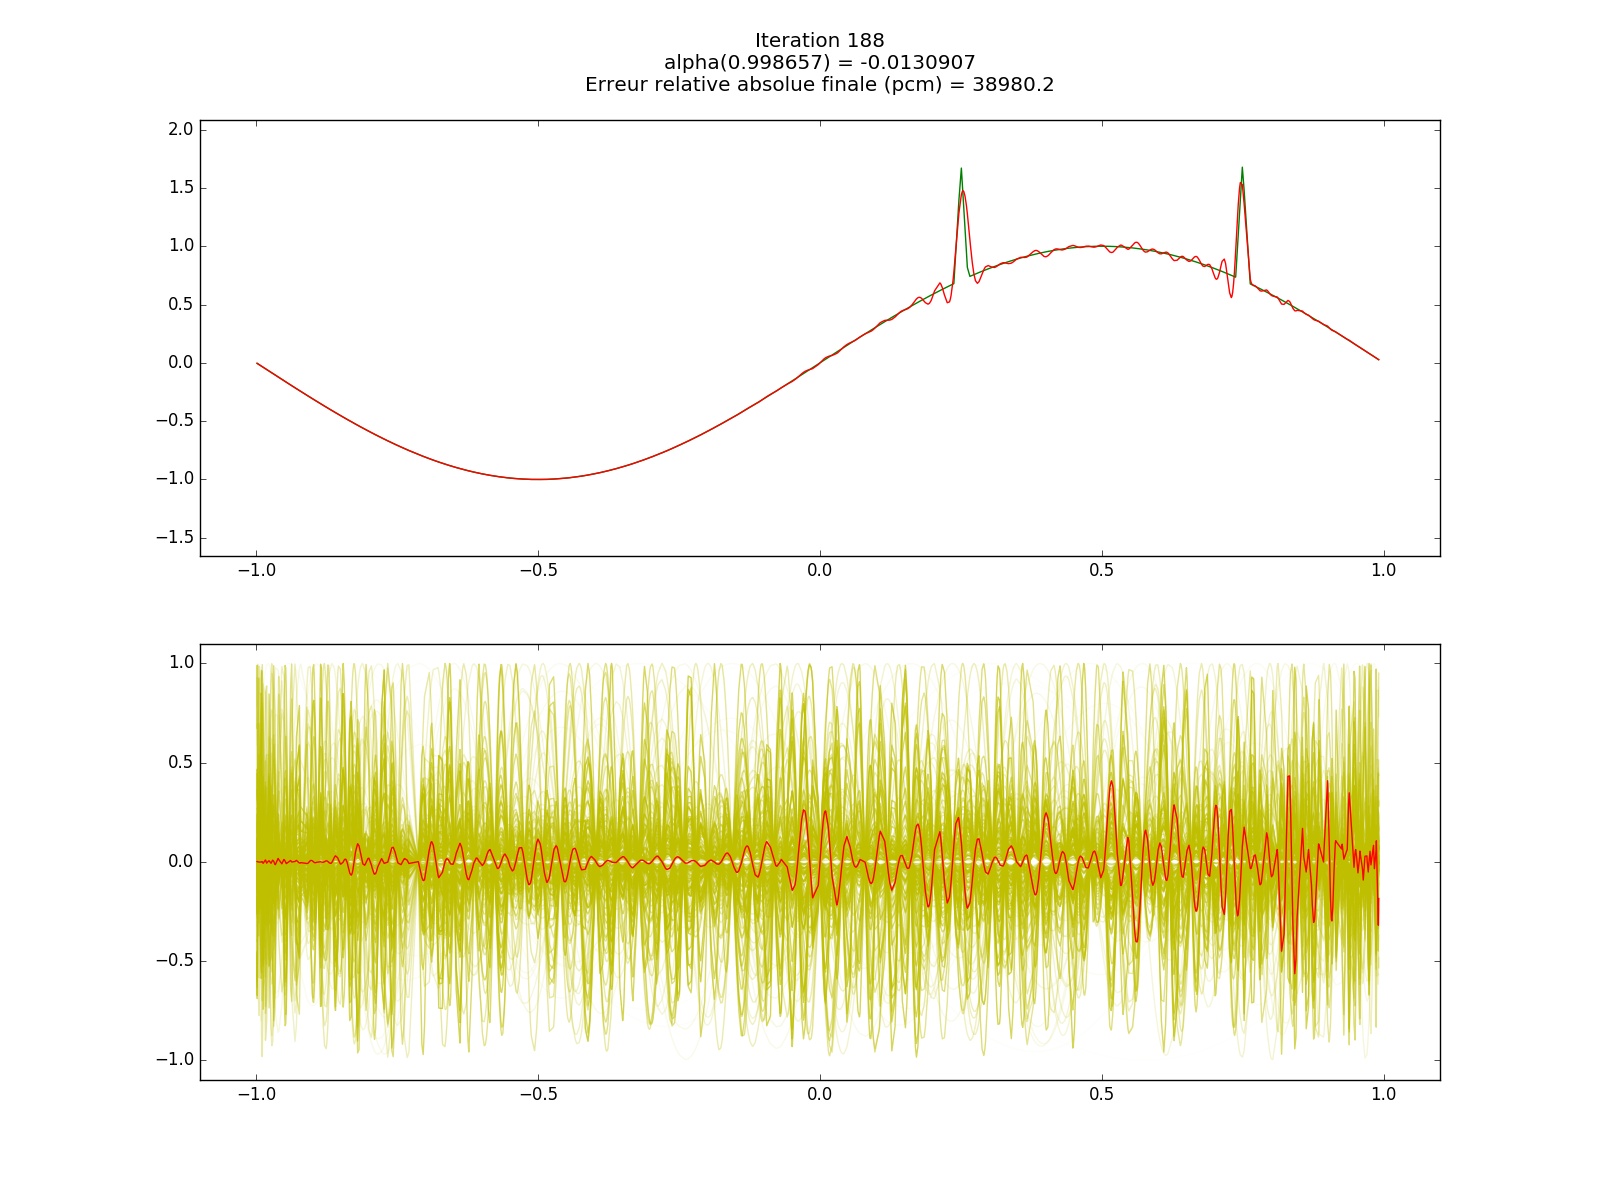 Iteration 188
alpha(0.998657) = -0.0130907
Erreur relative absolue finale (pcm) = 38980.2
2.0
1.5
1.0
0.5
0.0
−0.5
−1.0
−1.5
−1.0 −0.5 0.0 0.5 1.0
1.0
0.5
0.0
−0.5
−1.0
−1.0 −0.5 0.0 0.5 1.0